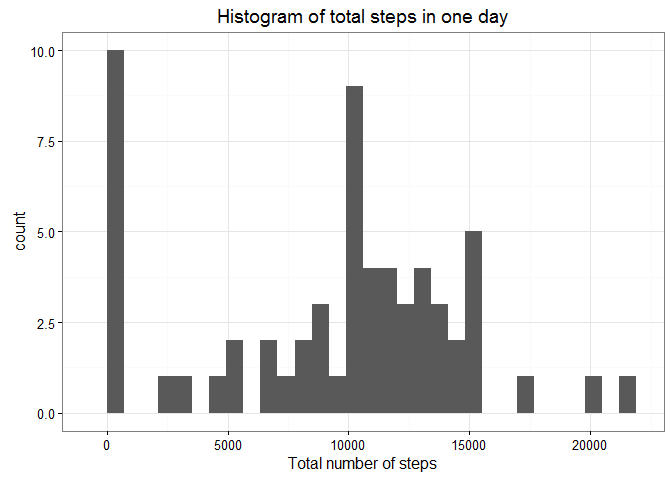 Histogram of total steps in one day
10.0
7.5
5.0
2.5
0.0
count
0 5000 10000 15000 20000
Total number of steps